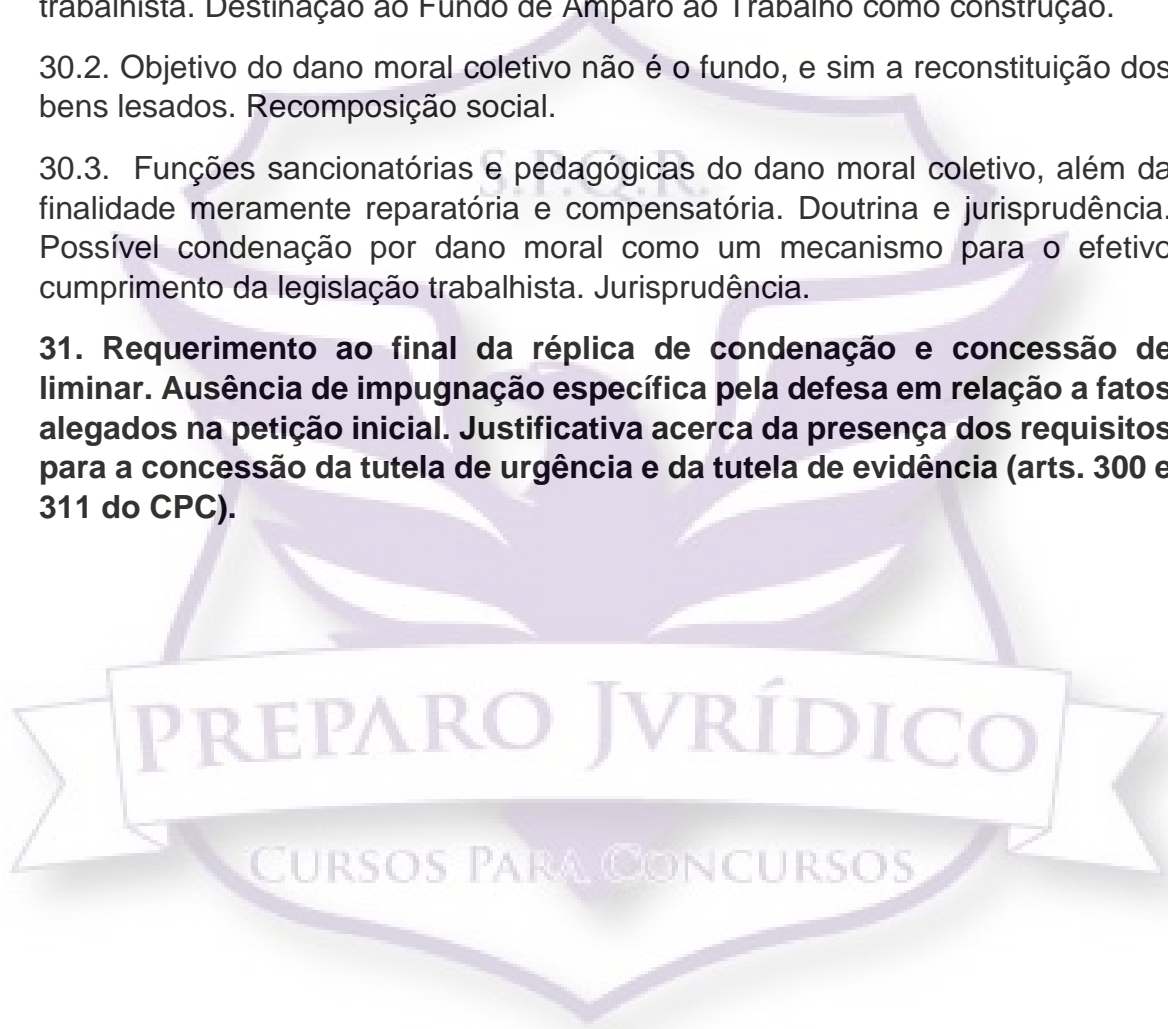 trabalhista. Destinação ao Fundo de Amparo ao Trabalho como construção.
30.2. Objetivo do dano moral coletivo não é o fundo, e sim a reconstituição dos
bens lesados. Recomposição social.
30.3. Funções sancionatórias e pedagógicas do dano moral coletivo, além da
finalidade meramente reparatória e compensatória. Doutrina e jurisprudência.
Possível condenação por dano moral como um mecanismo para o efetivo
cumprimento da legislação trabalhista. Jurisprudência.
31. Requerimento ao final da réplica de condenação e concessão de
liminar. Ausência de impugnação específica pela defesa em relação a fatos
alegados na petição inicial. Justificativa acerca da presença dos requisitos
para a concessão da tutela de urgência e da tutela de evidência (arts. 300 e
311 do CPC).
S.P.Q.R.
PREPARO JVRÍDICO
CURSOS PARA CONCURSOS